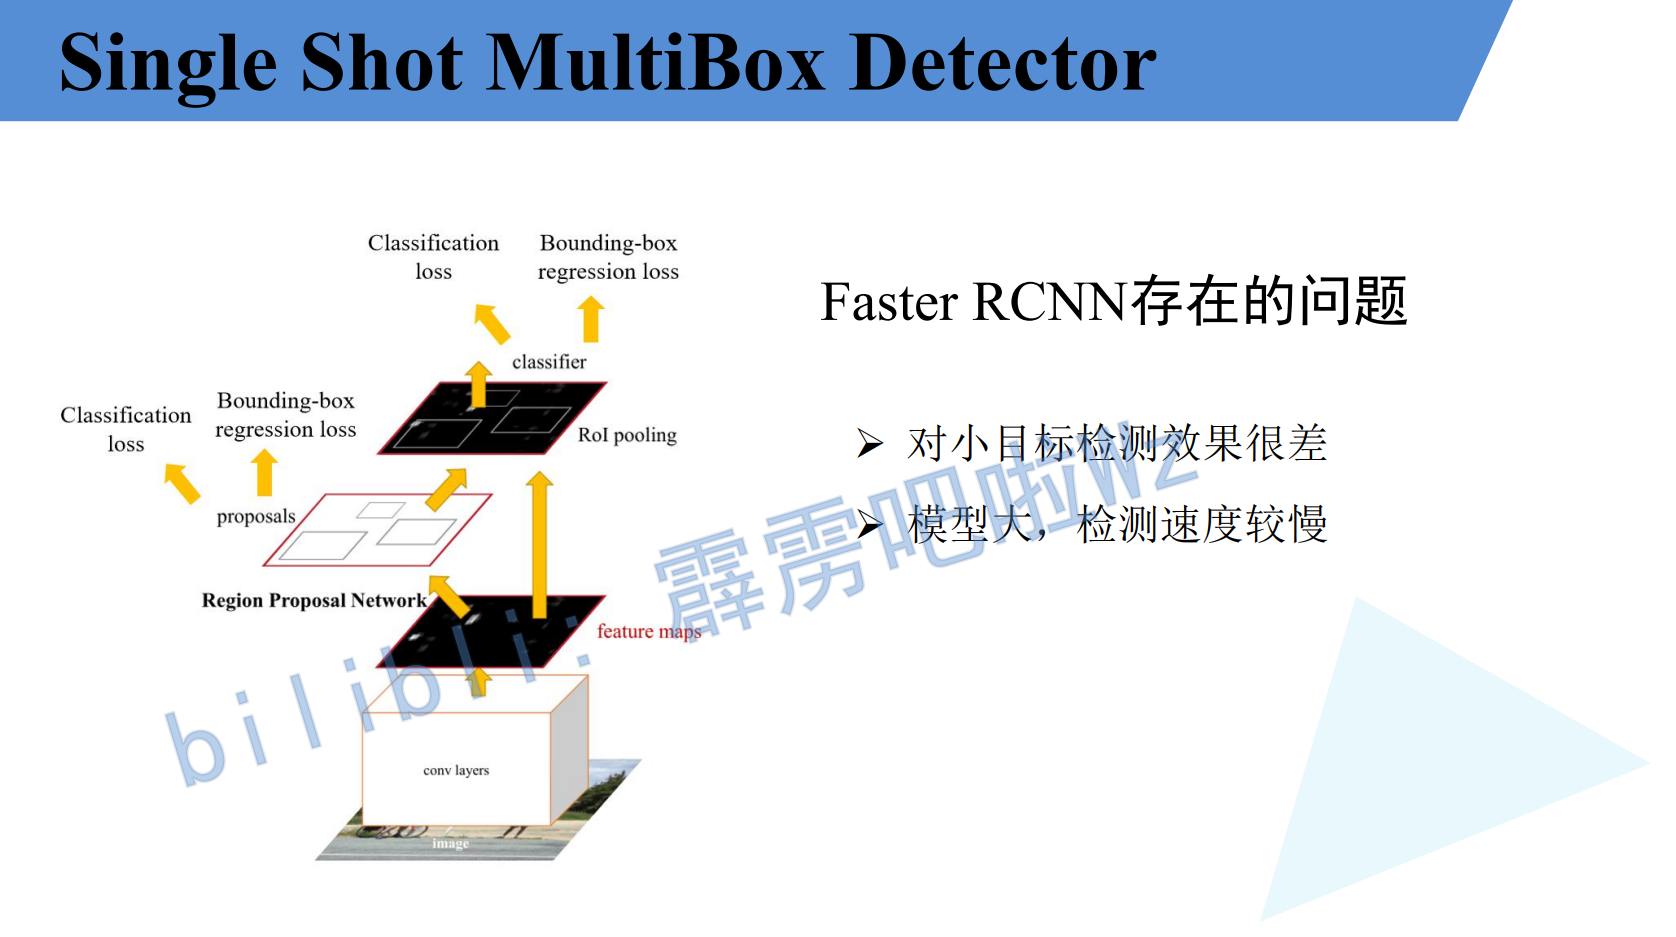 Single Shot MultiBox Detector
Classification
loss
Bounding-box
regression loss
classifier
RoI pooling
Classification
loss
Bounding-box
regression loss
proposals
Region Proposal Network
feature maps
conv layers
image
Faster RCNN存在的问题
➢ 对小目标检测效果很差
➢ 模型大，检测速度较慢
bilibli: 霹雳吧啦Wz